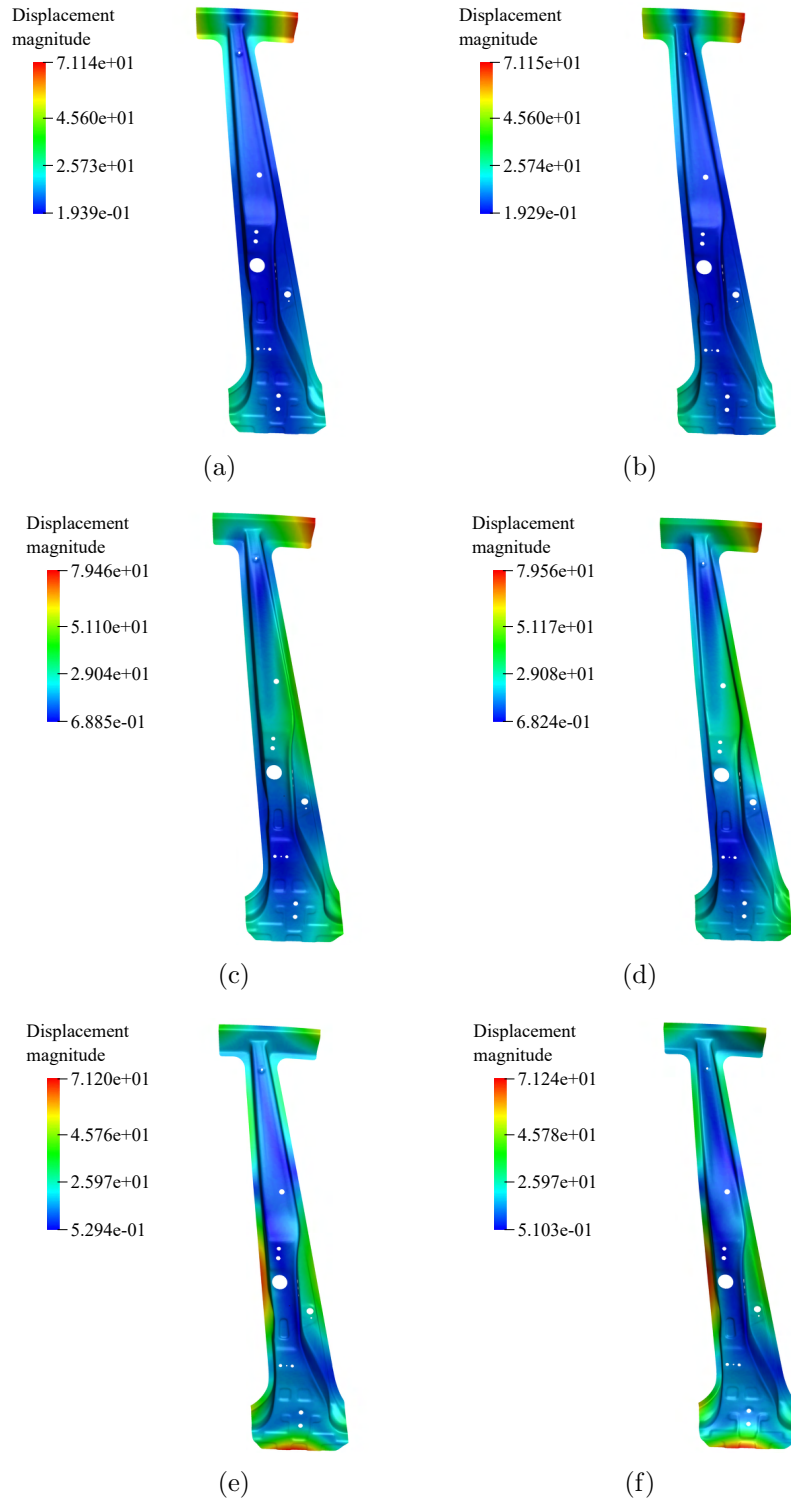 Displacement
magnitude
7.114e+01
4.560e+01
2.573e+01
1.939e-01
(a)
Displacement
magnitude
7.115e+01
4.560e+01
2.574e+01
1.929e-01
(b)
Displacement
magnitude
7.946e+01
5.110e+01
2.904e+01
6.885e-01
(c)
Displacement
magnitude
7.956e+01
5.117e+01
2.908e+01
6.824e-01
(d)
Displacement
magnitude
7.120e+01
4.576e+01
2.597e+01
5.294e-01
(e)
Displacement
magnitude
7.124e+01
4.578e+01
2.597e+01
5.103e-01
(f)